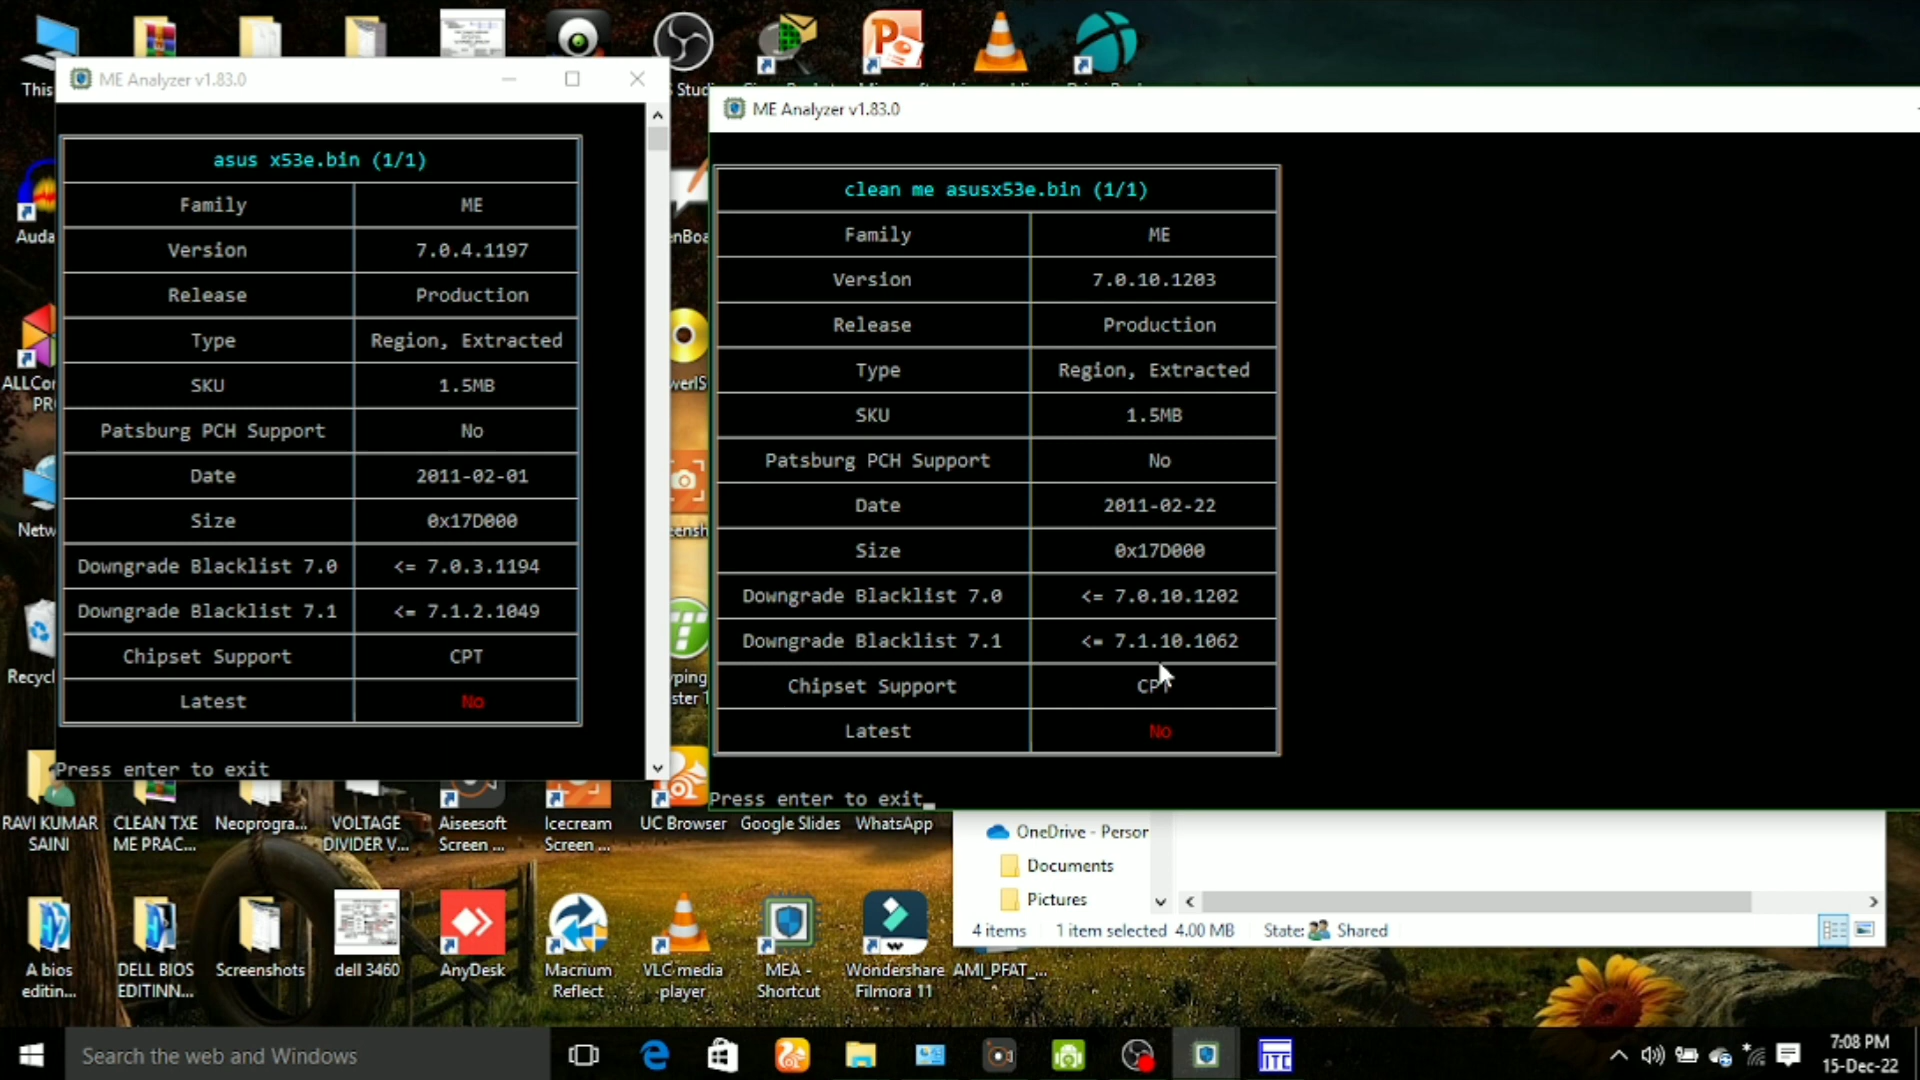 ME Analyzer v1.83.0
asus x53e.bin (1/1)
Family ME
Version 7.0.4.1197
Release Production
Type Region, Extracted
SKU 1.5MB
Patsburg PCH Support No
Date 2011-02-01
Size 0x17D000
Downgrade Blacklist 7.0 <= 7.0.3.1194
Downgrade Blacklist 7.1 <= 7.1.2.1049
Chipset Support CPT
Latest No
Press enter to exit
ME Analyzer v1.83.0
clean me asusx53e.bin (1/1)
Family ME
Version 7.0.10.1203
Release Production
Type Region, Extracted
SKU 1.5MB
Patsburg PCH Support No
Date 2011-02-22
Size 0x17D000
Downgrade Blacklist 7.0 <= 7.0.10.1202
Downgrade Blacklist 7.1 <= 7.1.10.1062
Chipset Support CPT
Latest No
Press enter to exit
This
Auda
ALLCo
PR
Netw
Recycl
RAVI KUMAR
SAINI
CLEAN TXE
ME PRAC...
Neoprogra...
VOLTAGE
DIVIDER V...
Aiseesoft
Screen ...
Icecream
Screen ...
UC Browser
Google Slides
WhatsApp
A bios
editin...
DELL BIOS
EDITINN...
Screenshots
dell 3460
AnyDesk
Macrium
Reflect
VLC media
player
MEA -
Shortcut
Wondershare
Filmora 11
AMI_PFAT_...
OneDrive - Person
Documents
Pictures
4 items 1 item selected 4.00 MB State: Shared
Search the web and Windows
ITC
7:08 PM
15-Dec-22